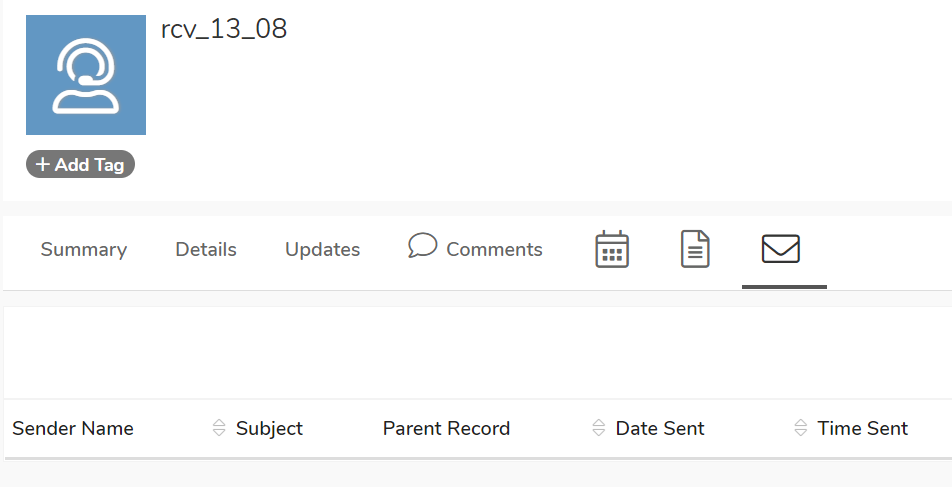 rcv_13_08
+ Add Tag
Summary Details Updates Comments
Sender Name Subject Parent Record Date Sent Time Sent